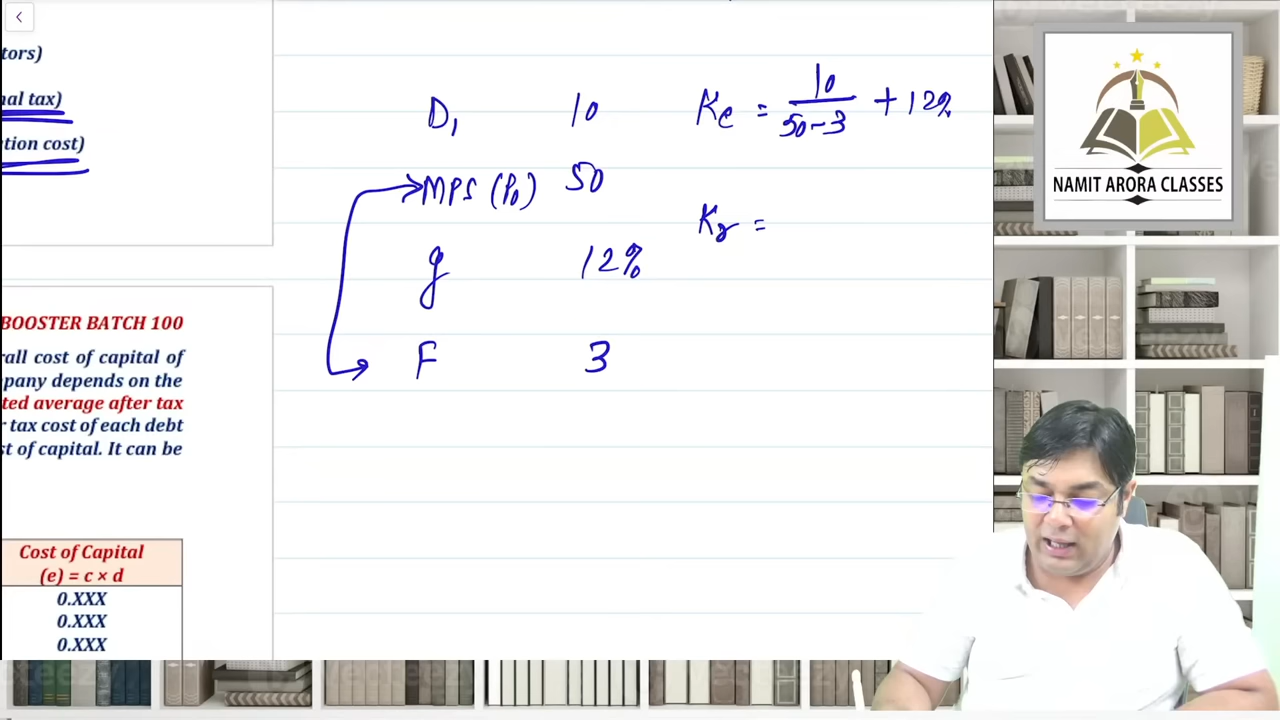 tors)
nal tax)
tion cost)
D₁ 10
Ke = 10 / 50-3 + 12%
MPS (P₀) 50
Kr =
g 12%
F 3
BOOSTER BATCH 100
rall cost of capital of
pany depends on the
ted average after tax
r tax cost of each debt
st of capital. It can be
Cost of Capital
(e) = c × d
0.XXX
0.XXX
0.XXX
NAMIT ARORA CLASSES